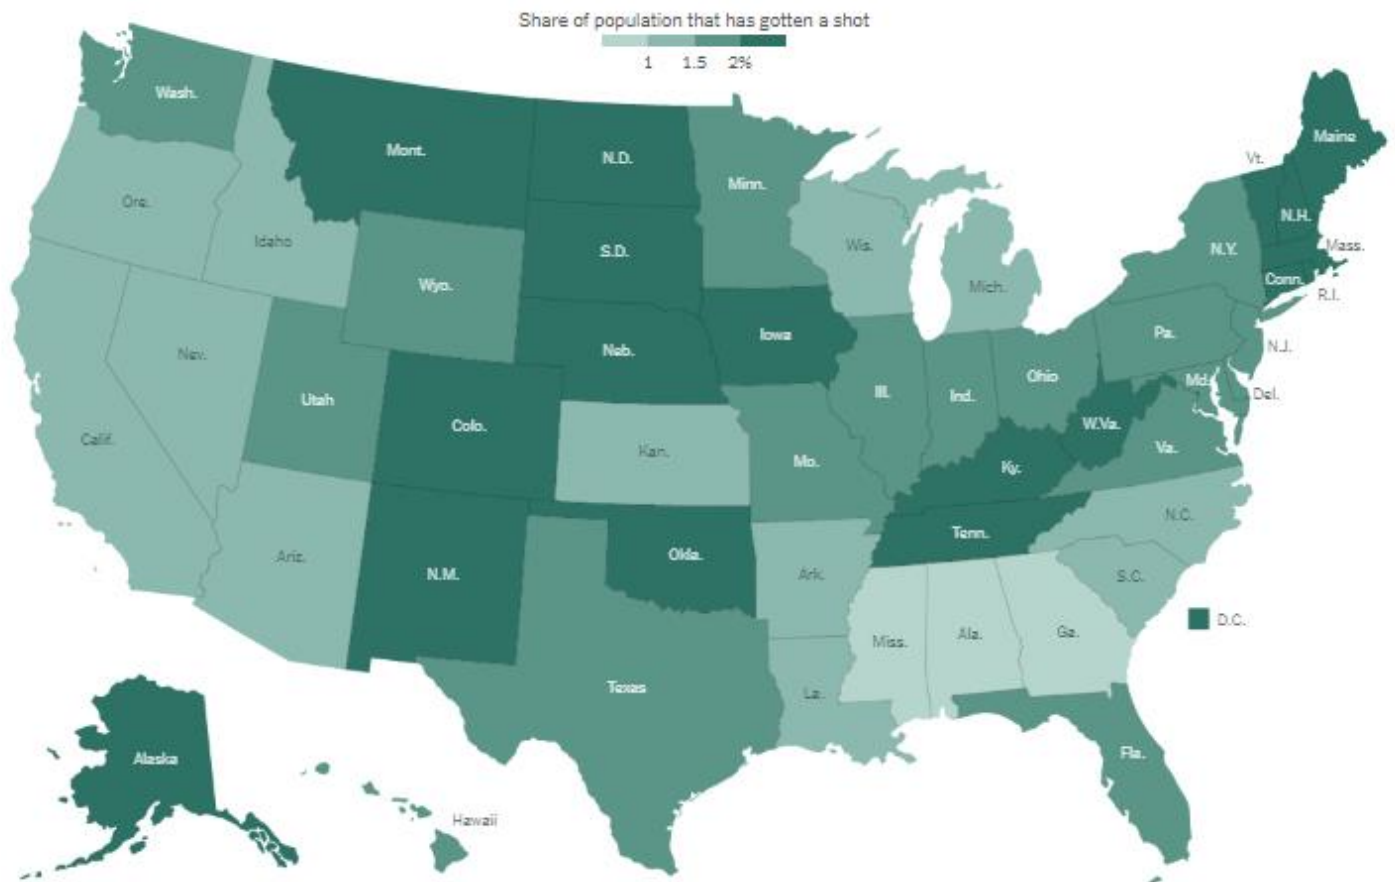 Share of population that has gotten a shot
1 1.5 2%
Wash.
Mont.
N.D.
Minn.
Maine
Vt.
Ore.
Idaho
S.D.
Wis.
N.H.
N.Y.
Mass.
Wyo.
Mich.
Conn.
R.I.
Iowa
Pa.
N.J.
Nev.
Neb.
Ohio
Md.
Del.
Utah
Colo.
Ill.
Ind.
W.Va.
Va.
Calif.
Kan.
Mo.
Ky.
N.C.
Tenn.
Ariz.
N.M.
Okla.
Ark.
S.C.
D.C.
Miss.
Ala.
Ga.
Texas
La.
Alaska
Fla.
Hawaii